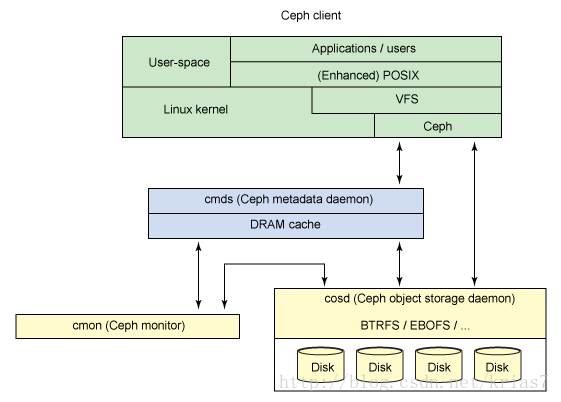 Ceph client
User-space
Applications / users
(Enhanced) POSIX
Linux kernel
VFS
Ceph
cmds (Ceph metadata daemon)
DRAM cache
cmon (Ceph monitor)
cosd (Ceph object storage daemon)
BTRFS / EBOFS / ...
Disk
Disk
Disk
Disk
http://blog.csdn.net/krias7